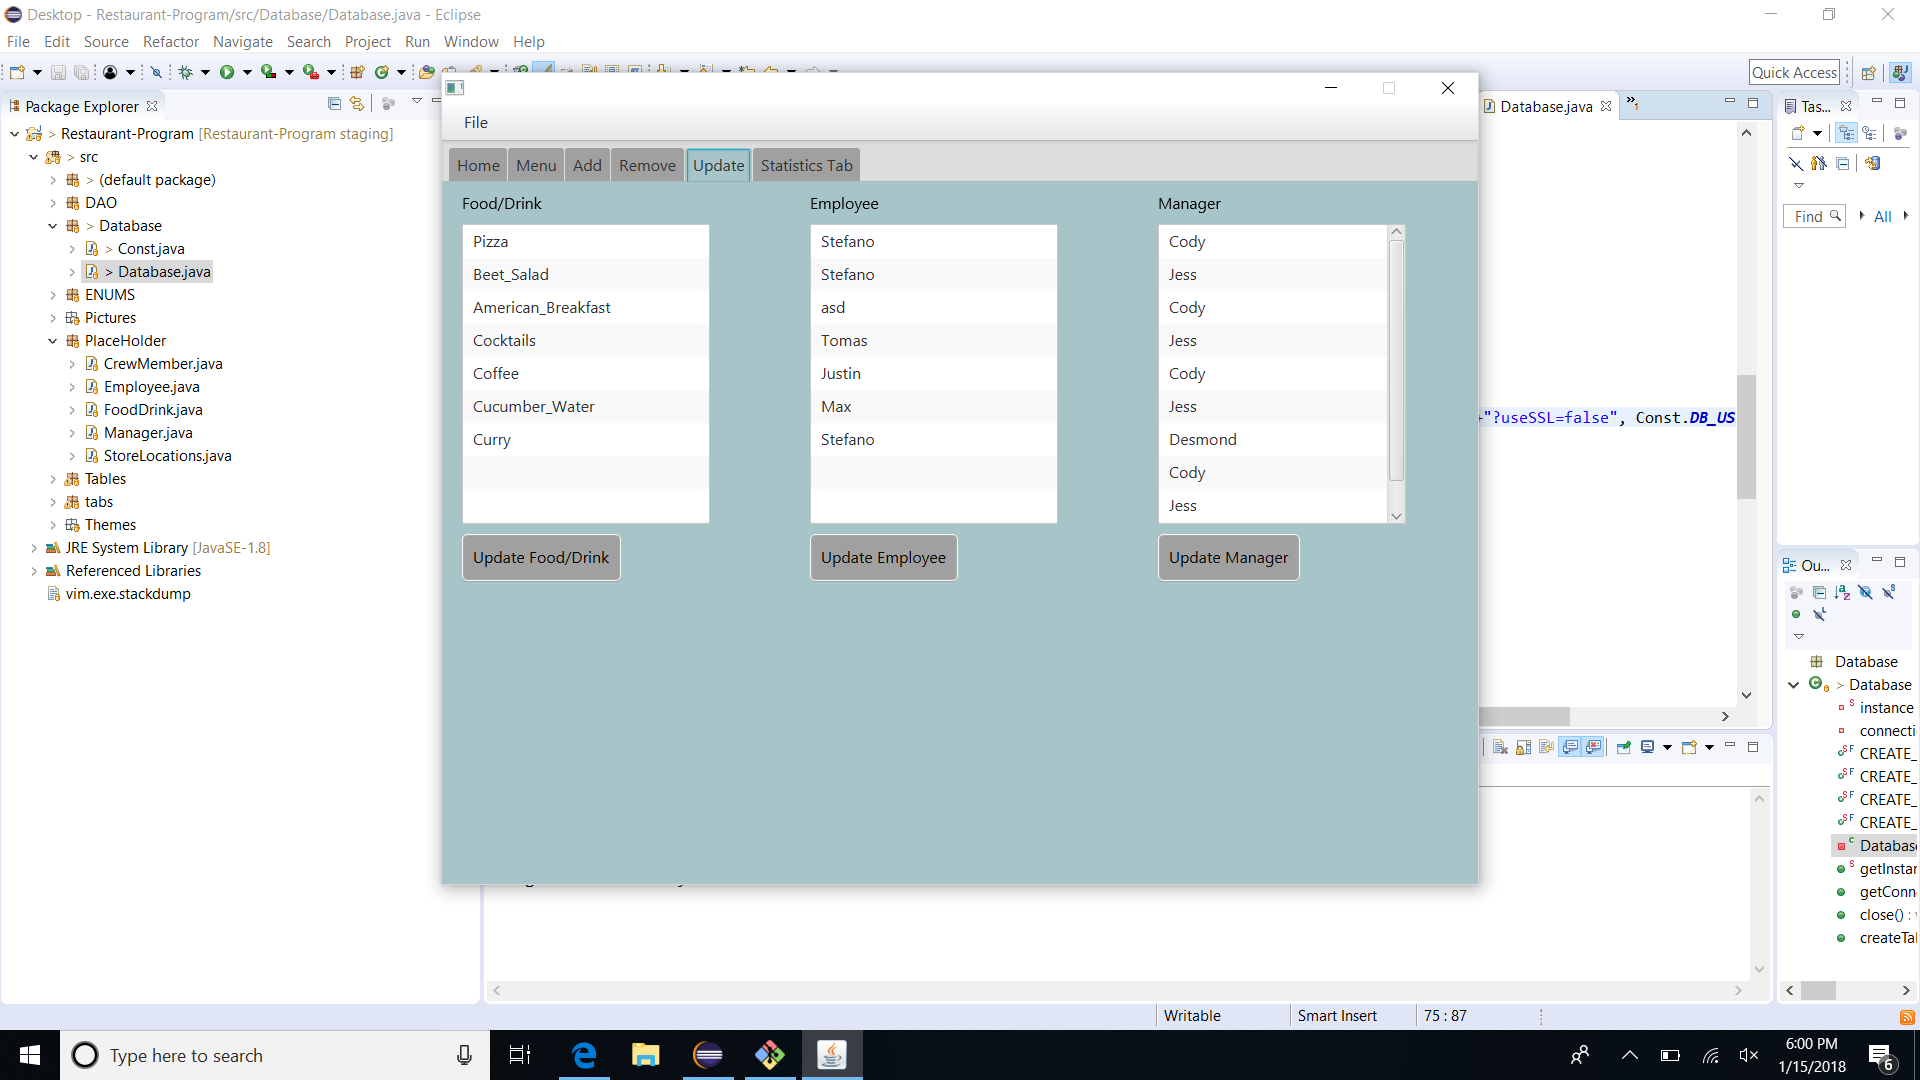 Desktop - Restaurant-Program/src/Database/Database.java - Eclipse
File Edit Source Refactor Navigate Search Project Run Window Help
Quick Access
Package Explorer
> Restaurant-Program [Restaurant-Program staging]
> src
> (default package)
DAO
> Database
> Const.java
> Database.java
ENUMS
Pictures
PlaceHolder
CrewMember.java
Employee.java
FoodDrink.java
Manager.java
StoreLocations.java
Tables
tabs
Themes
JRE System Library [JavaSE-1.8]
Referenced Libraries
vim.exe.stackdump
File
Home Menu Add Remove Update Statistics Tab
Food/Drink
Pizza
Beet_Salad
American_Breakfast
Cocktails
Coffee
Cucumber_Water
Curry
Update Food/Drink
Employee
Stefano
Stefano
asd
Tomas
Justin
Max
Stefano
Update Employee
Manager
Cody
Jess
Cody
Jess
Cody
Jess
Desmond
Cody
Jess
Update Manager
Database.java
"?useSSL=false", Const.DB_US
Tas...
Find All
Ou...
Database
> Database
instance
connecti
CREATE_
CREATE_
CREATE_
CREATE_
Database
getInstar
getConn
close() :
createTal
Writable Smart Insert 75 : 87
Type here to search
6:00 PM
1/15/2018
6